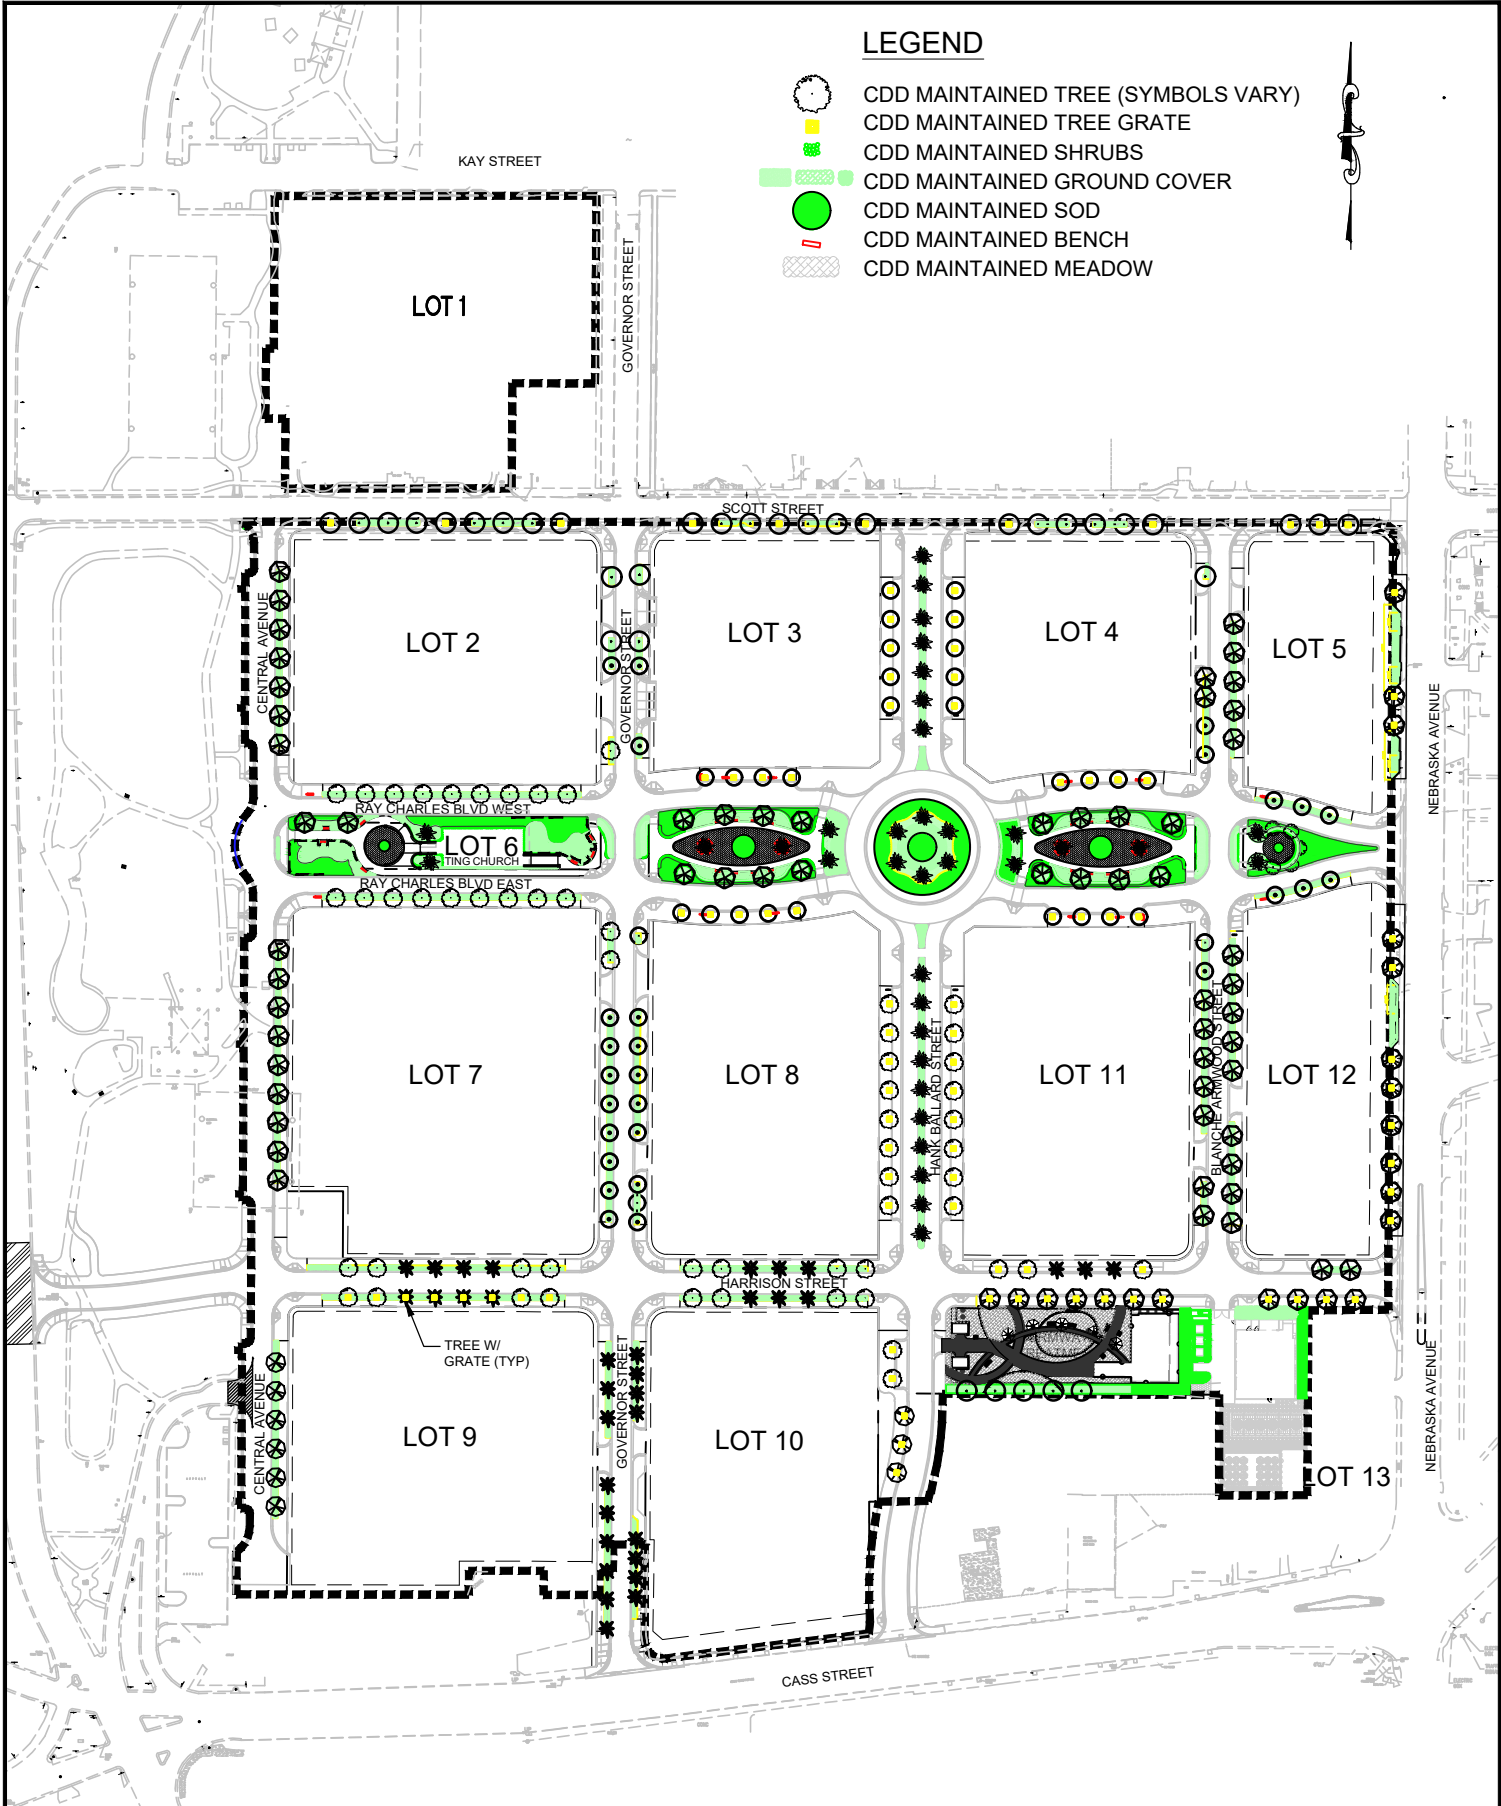 LEGEND
CDD MAINTAINED TREE (SYMBOLS VARY)
CDD MAINTAINED TREE GRATE
CDD MAINTAINED SHRUBS
CDD MAINTAINED GROUND COVER
CDD MAINTAINED SOD
CDD MAINTAINED BENCH
CDD MAINTAINED MEADOW
KAY STREET
LOT 1
GOVERNOR STREET
SCOTT STREET
CENTRAL AVENUE
LOT 2
GOVERNOR STREET
LOT 3
LOT 4
LOT 5
NEBRASKA AVENUE
RAY CHARLES BLVD WEST
LOT 6
TING CHURCH
RAY CHARLES BLVD EAST
LOT 7
LOT 8
HANK BALLARD STREET
LOT 11
BLANCHE ARMWOOD STREET
LOT 12
HARRISON STREET
TREE W/
GRATE (TYP)
CENTRAL AVENUE
LOT 9
GOVERNOR STREET
LOT 10
LOT 13
NEBRASKA AVENUE
CASS STREET